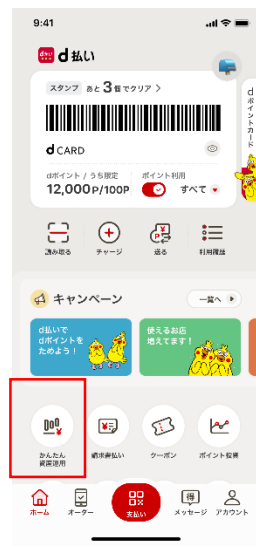 9:41
d払い d 払い
スタンプ あと3個でクリア >
d CARD
dポイント / うち限定 ポイント利用
12,000P/100P すべて
dポイントカード
読み取る チャージ 送る 利用履歴
キャンペーン 一覧へ
d払いで
dポイントを
ためよう!
使えるお店
増えてます!
かんたん
資産運用
請求書払い クーポン ポイント投資
ホーム オーダー 支払い メッセージ アカウント